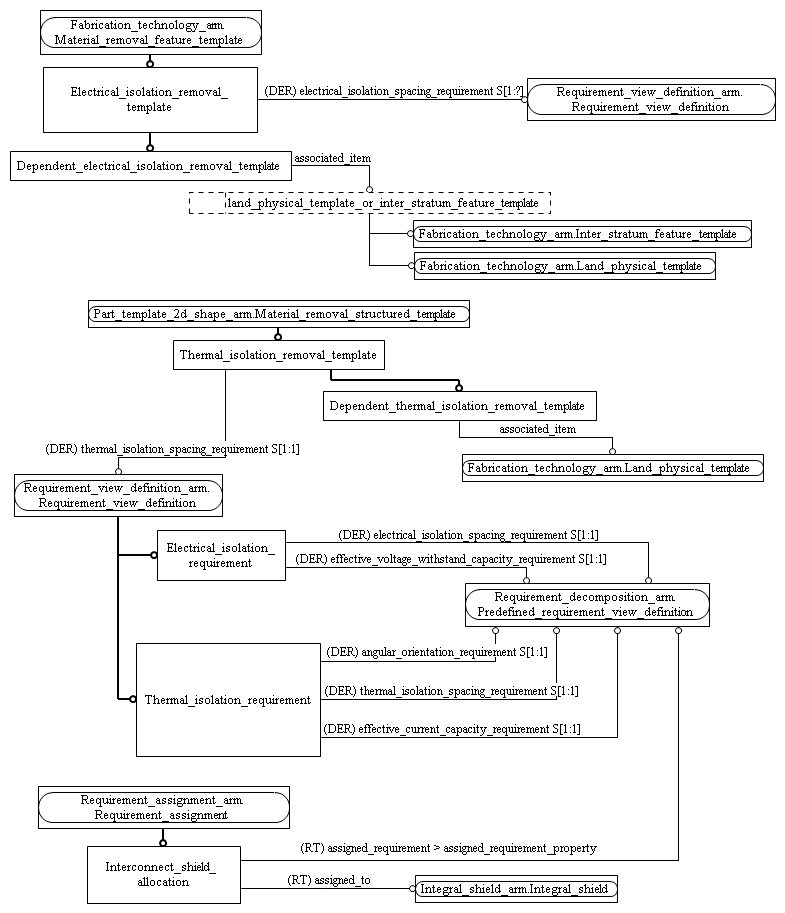 Fabrication_technology_arm.
Material_removal_feature_template
Electrical_isolation_removal_
template
(DER) electrical_isolation_spacing_requirement S[1:?]
Requirement_view_definition_arm.
Requirement_view_definition
Dependent_electrical_isolation_removal_template
associated_item
land_physical_template_or_inter_stratum_feature_template
Fabrication_technology_arm.Inter_stratum_feature_template
Fabrication_technology_arm.Land_physical_template
Part_template_2d_shape_arm.Material_removal_structured_template
Thermal_isolation_removal_template
Dependent_thermal_isolation_removal_template
associated_item
(DER) thermal_isolation_spacing_requirement S[1:1]
Fabrication_technology_arm.Land_physical_template
Requirement_view_definition_arm.
Requirement_view_definition
Electrical_isolation_
requirement
(DER) electrical_isolation_spacing_requirement S[1:1]
(DER) effective_voltage_withstand_capacity_requirement S[1:1]
Requirement_decomposition_arm.
Predefined_requirement_view_definition
Thermal_isolation_requirement
(DER) angular_orientation_requirement S[1:1]
(DER) thermal_isolation_spacing_requirement S[1:1]
(DER) effective_current_capacity_requirement S[1:1]
Requirement_assignment_arm.
Requirement_assignment
Interconnect_shield_
allocation
(RT) assigned_requirement > assigned_requirement_property
(RT) assigned_to
Integral_shield_arm.Integral_shield